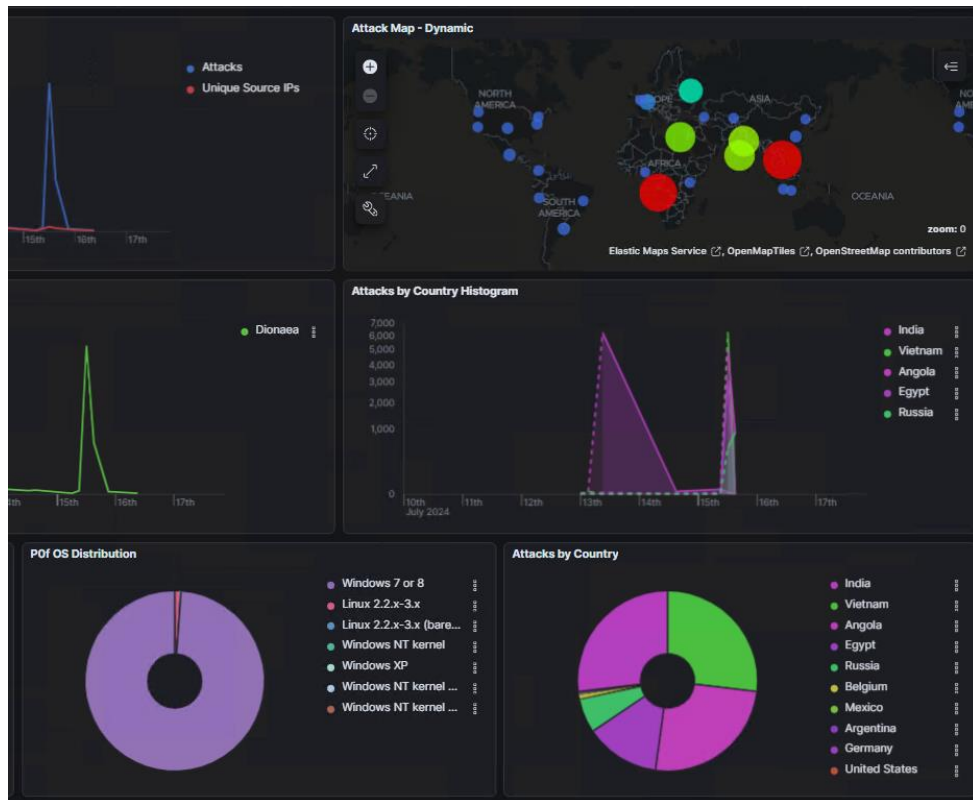 Attacks
Unique Source IPs
15th
16th
17th
Attack Map - Dynamic
NORTH
AMERICA
ASIA
AFRICA
SOUTH
AMERICA
OCEANIA
zoom: 0
Elastic Maps Service, OpenMapTiles, OpenStreetMap contributors
Dionaea
15th
16th
17th
Attacks by Country Histogram
7,000
6,000
5,000
4,000
3,000
2,000
1,000
0
10th
July 2024
11th
12th
13th
14th
15th
16th
17th
India
Vietnam
Angola
Egypt
Russia
P0f OS Distribution
Windows 7 or 8
Linux 2.2.x-3.x
Linux 2.2.x-3.x (bare...
Windows NT kernel
Windows XP
Windows NT kernel ...
Windows NT kernel ...
Attacks by Country
India
Vietnam
Angola
Egypt
Russia
Belgium
Mexico
Argentina
Germany
United States